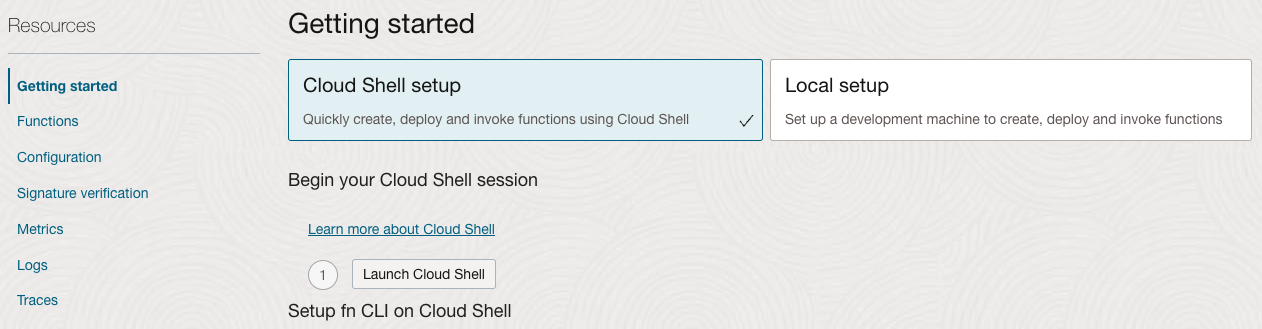 Resources
Getting started
Functions
Configuration
Signature verification
Metrics
Logs
Traces
Getting started
Cloud Shell setup
Quickly create, deploy and invoke functions using Cloud Shell
Local setup
Set up a development machine to create, deploy and invoke functions
Begin your Cloud Shell session
Learn more about Cloud Shell
1 Launch Cloud Shell
Setup fn CLI on Cloud Shell